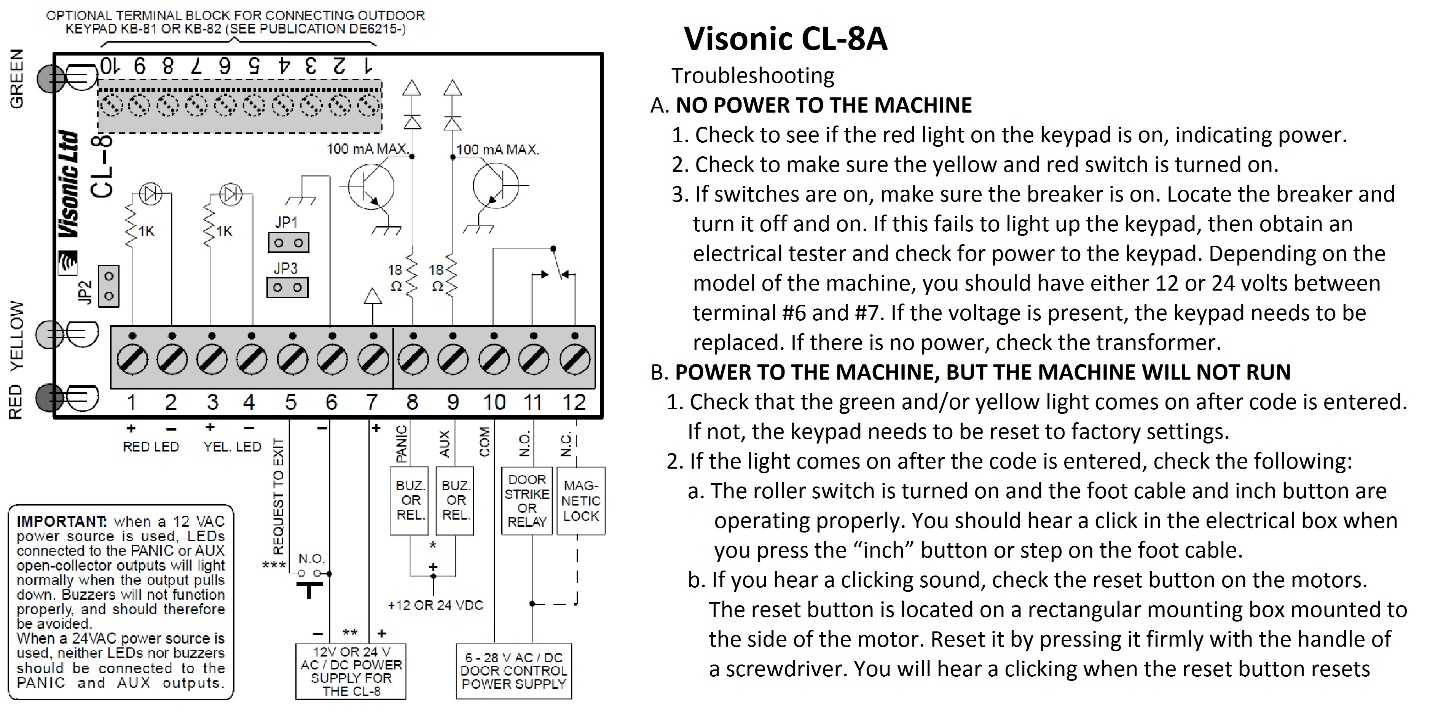 OPTIONAL TERMINAL BLOCK FOR CONNECTING OUTDOOR
KEYPAD KB-81 OR KB-82 (SEE PUBLICATION DE6215-)
GREEN
10 9 8 7 6 5 4 3 2 1
Visonic Ltd
CL-8
100 mA MAX.
100 mA MAX.
1K
1K
JP1
JP3
JP2
18 Ω
18 Ω
YELLOW
RED
1 2 3 4 5 6 7 8 9 10 11 12
+ − + − − +
RED LED
YEL. LED
REQUEST TO EXIT
PANIC
AUX
COM
N.O.
N.C.
BUZ.
OR
REL.
BUZ.
OR
REL.
DOOR
STRIKE
OR
RELAY
MAG-
NETIC
LOCK
***
N.O.
*
+
+12 OR 24 VDC
− ** +
12V OR 24 V
AC / DC POWER
SUPPLY FOR
THE CL-8
6 - 28 V AC / DC
DOOR CONTROL
POWER SUPPLY
IMPORTANT: when a 12 VAC
power source is used, LEDs
connected to the PANIC or AUX
open-collector outputs will light
normally when the output pulls
down. Buzzers will not function
properly, and should therefore
be avoided.
When a 24VAC power source is
used, neither LEDs nor buzzers
should be connected to the
PANIC and AUX outputs.
Visonic CL-8A
Troubleshooting
A. NO POWER TO THE MACHINE
1. Check to see if the red light on the keypad is on, indicating power.
2. Check to make sure the yellow and red switch is turned on.
3. If switches are on, make sure the breaker is on. Locate the breaker and
turn it off and on. If this fails to light up the keypad, then obtain an
electrical tester and check for power to the keypad. Depending on the
model of the machine, you should have either 12 or 24 volts between
terminal #6 and #7. If the voltage is present, the keypad needs to be
replaced. If there is no power, check the transformer.
B. POWER TO THE MACHINE, BUT THE MACHINE WILL NOT RUN
1. Check that the green and/or yellow light comes on after code is entered.
If not, the keypad needs to be reset to factory settings.
2. If the light comes on after the code is entered, check the following:
a. The roller switch is turned on and the foot cable and inch button are
operating properly. You should hear a click in the electrical box when
you press the “inch” button or step on the foot cable.
b. If you hear a clicking sound, check the reset button on the motors.
The reset button is located on a rectangular mounting box mounted to
the side of the motor. Reset it by pressing it firmly with the handle of
a screwdriver. You will hear a clicking when the reset button resets